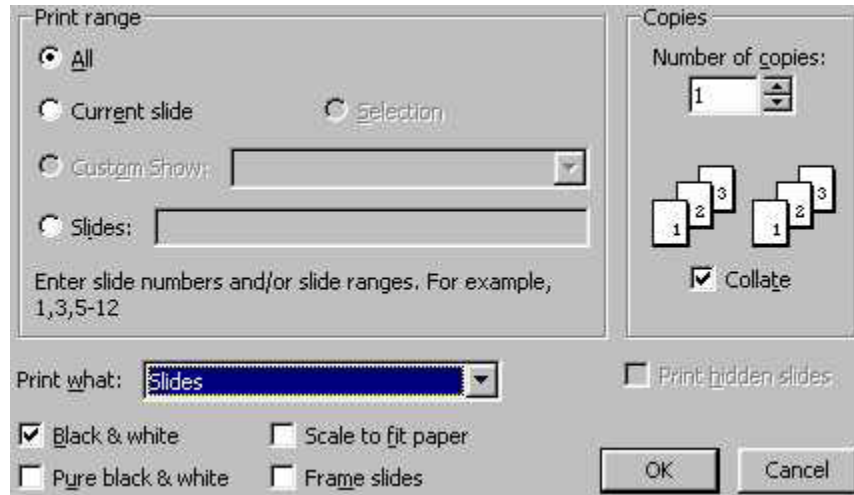 Print range
All
Current slide
Selection
Custom Show:
Slides:
Enter slide numbers and/or slide ranges. For example,
1,3,5-12
Copies
Number of copies:
1
1 2 3 1 2 3
Collate
Print what: Slides
Print hidden slides
Black & white
Scale to fit paper
Pure black & white
Frame slides
OK
Cancel